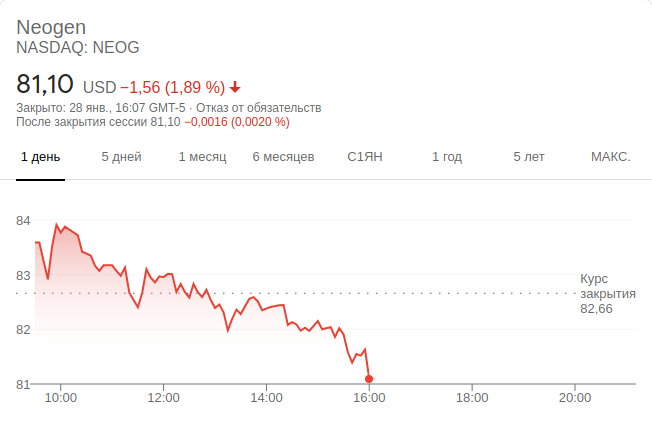 Neogen
NASDAQ: NEOG
81,10 USD −1,56 (1,89 %)
Закрыто: 28 янв., 16:07 GMT-5 · Отказ от обязательств
После закрытия сессии 81,10 −0,0016 (0,0020 %)
1 день 5 дней 1 месяц 6 месяцев С1ЯН 1 год 5 лет МАКС.
84
83
Курс
закрытия
82,66
82
81
10:00 12:00 14:00 16:00 18:00 20:00